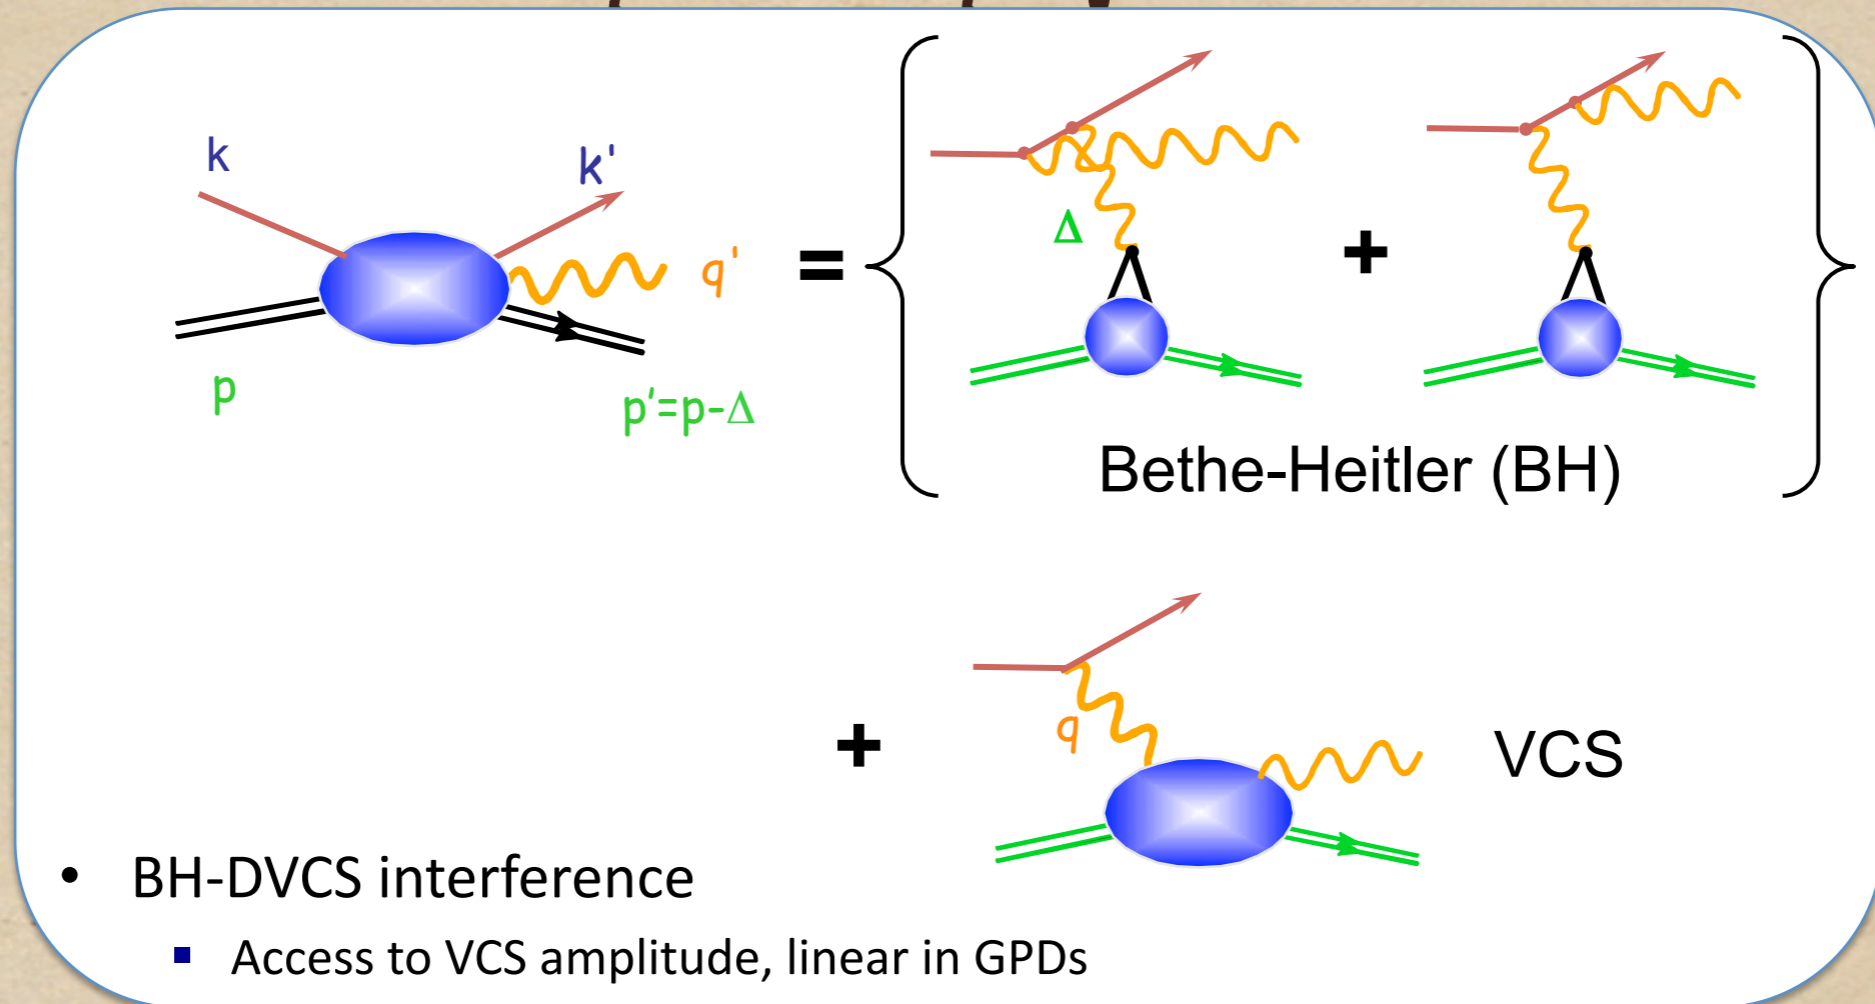 k
k'
q'
p
p'=p-Δ
=
Δ
+
Bethe-Heitler (BH)
+
q
VCS
• BH-DVCS interference
▪ Access to VCS amplitude, linear in GPDs